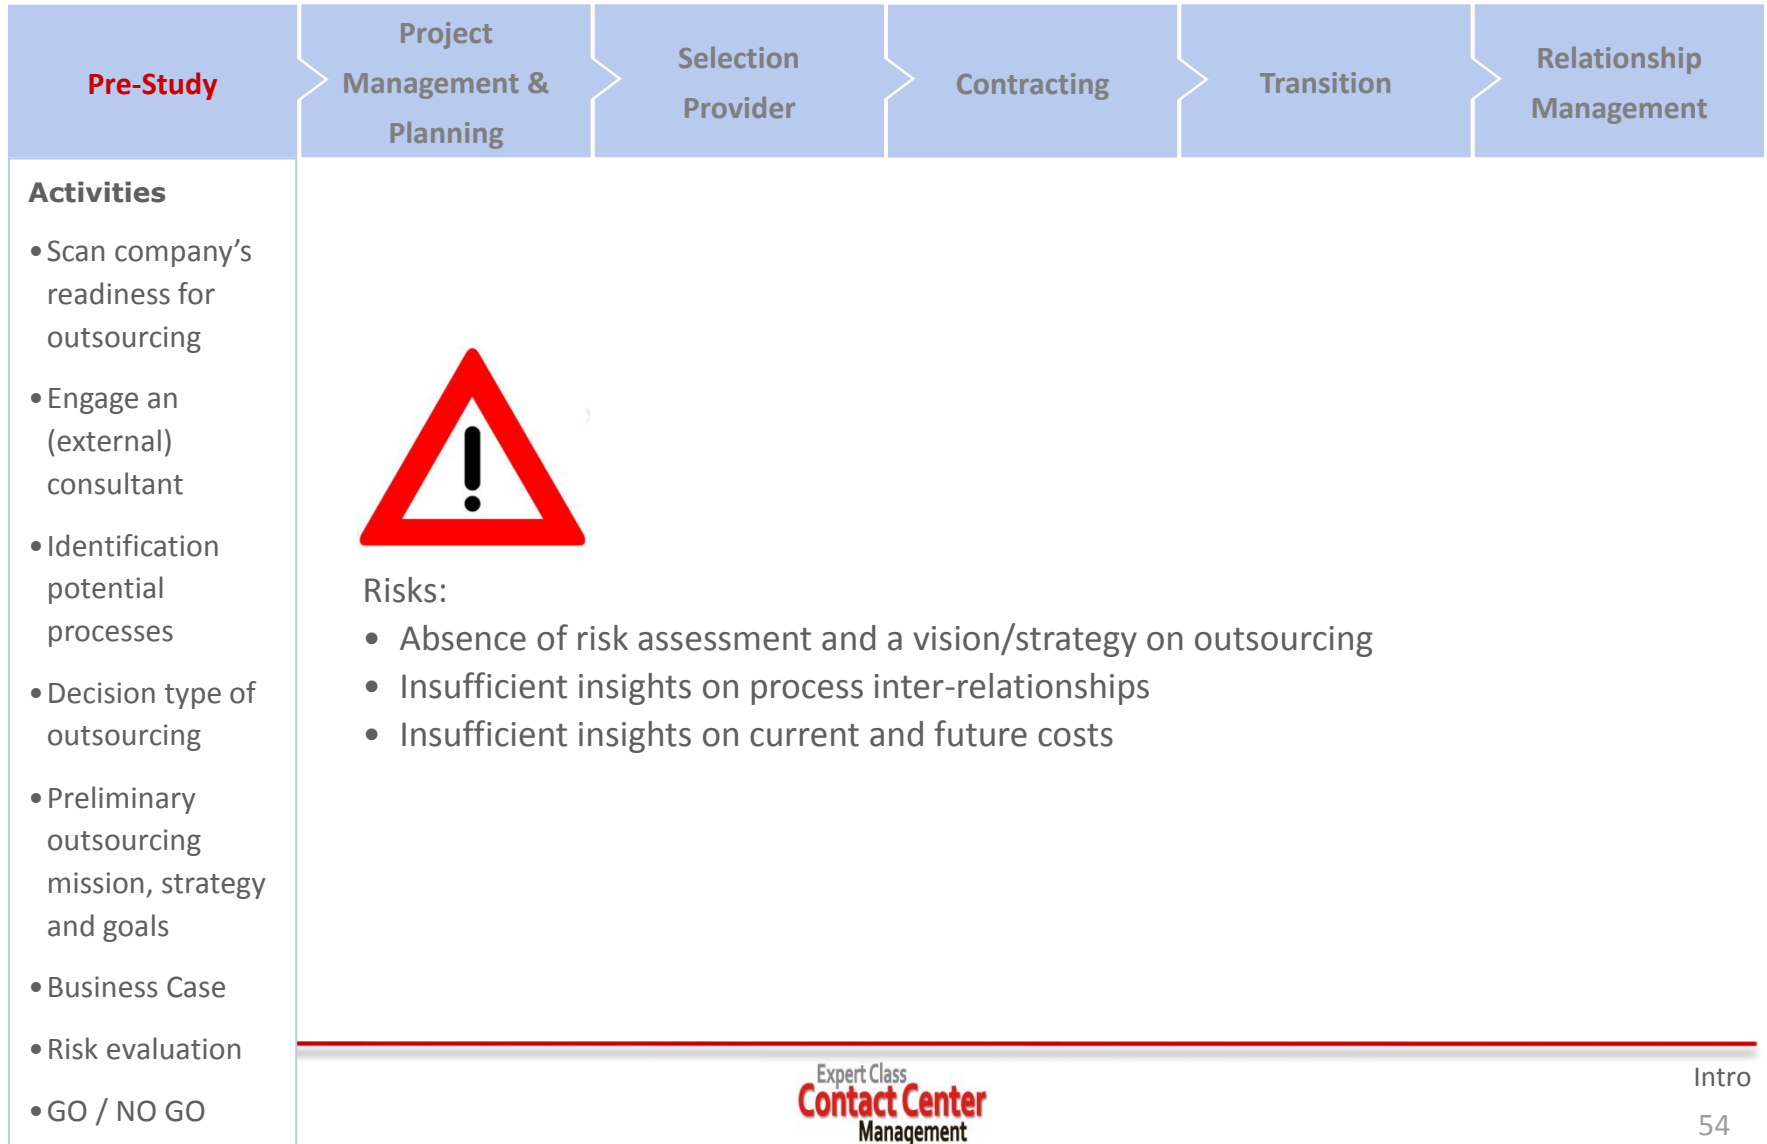 Pre-Study
Project
Management &
Planning
Selection
Provider
Contracting
Transition
Relationship
Management
Activities
•Scan company’s
readiness for
outsourcing
•Engage an
(external)
consultant
•Identification
potential
processes
•Decision type of
outsourcing
•Preliminary
outsourcing
mission, strategy
and goals
•Business Case
•Risk evaluation
•GO / NO GO
Risks:
• Absence of risk assessment and a vision/strategy on outsourcing
• Insufficient insights on process inter-relationships
• Insufficient insights on current and future costs
Expert Class
Contact Center
Management
Intro
54